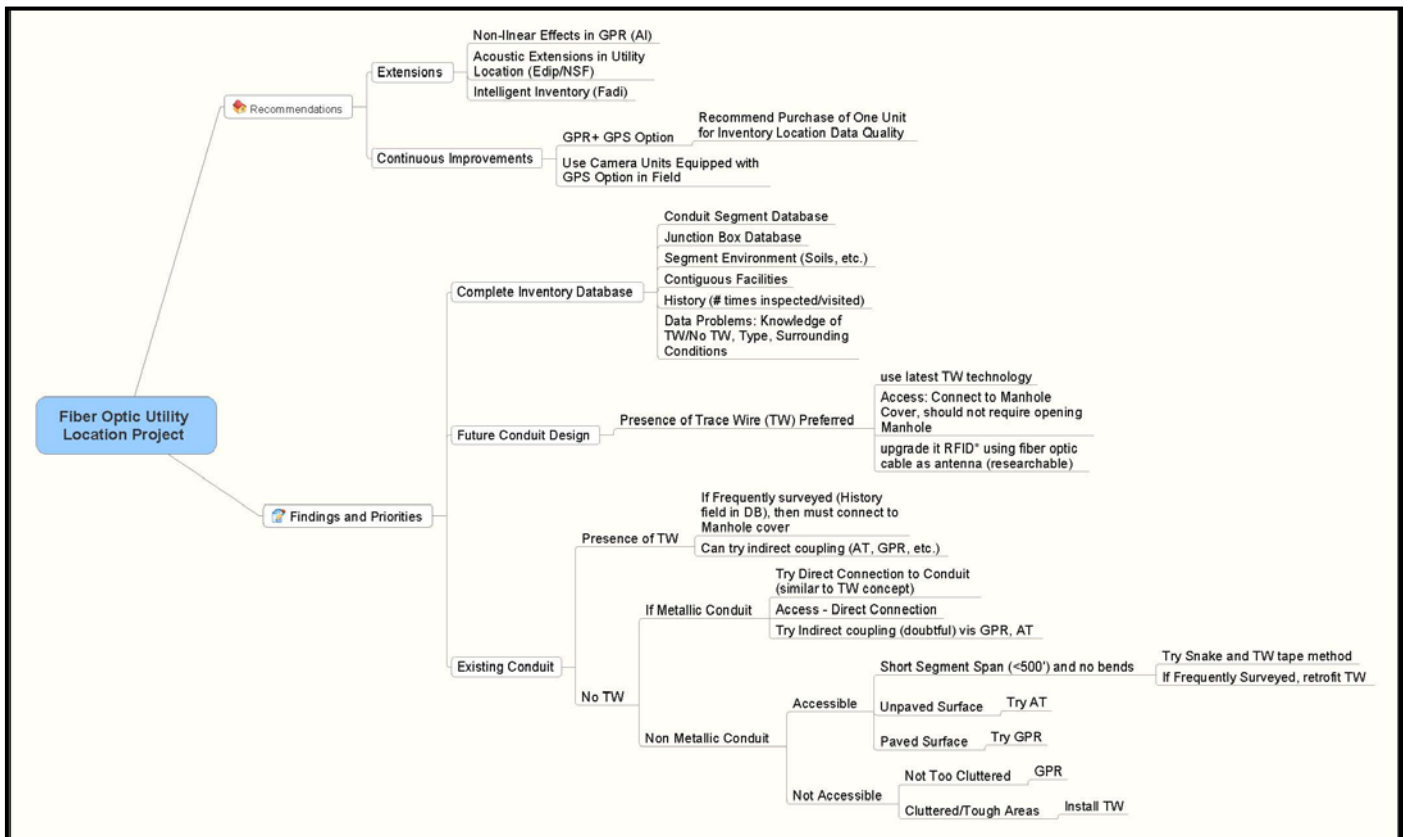 Fiber Optic Utility
Location Project
Recommendations
Extensions
Non-lInear Effects in GPR (AI)
Acoustic Extensions in Utility
Location (Edip/NSF)
Intelligent Inventory (Fadi)
Continuous Improvements
GPR+ GPS Option
Recommend Purchase of One Unit
for Inventory Location Data Quality
Use Camera Units Equipped with
GPS Option in Field
Findings and Priorities
Complete Inventory Database
Conduit Segment Database
Junction Box Database
Segment Environment (Soils, etc.)
Contiguous Facilities
History (# times inspected/visited)
Data Problems: Knowledge of
TW/No TW, Type, Surrounding
Conditions
Future Conduit Design
Presence of Trace Wire (TW) Preferred
use latest TW technology
Access: Connect to Manhole
Cover, should not require opening
Manhole
upgrade it RFID* using fiber optic
cable as antenna (researchable)
Existing Conduit
Presence of TW
If Frequently surveyed (History
field in DB), then must connect to
Manhole cover
Can try indirect coupling (AT, GPR, etc.)
No TW
If Metallic Conduit
Try Direct Connection to Conduit
(similar to TW concept)
Access - Direct Connection
Try Indirect coupling (doubtful) vis GPR, AT
Non Metallic Conduit
Accessible
Short Segment Span (<500') and no bends
Try Snake and TW tape method
If Frequently Surveyed, retrofit TW
Unpaved Surface
Try AT
Paved Surface
Try GPR
Not Accessible
Not Too Cluttered
GPR
Cluttered/Tough Areas
Install TW